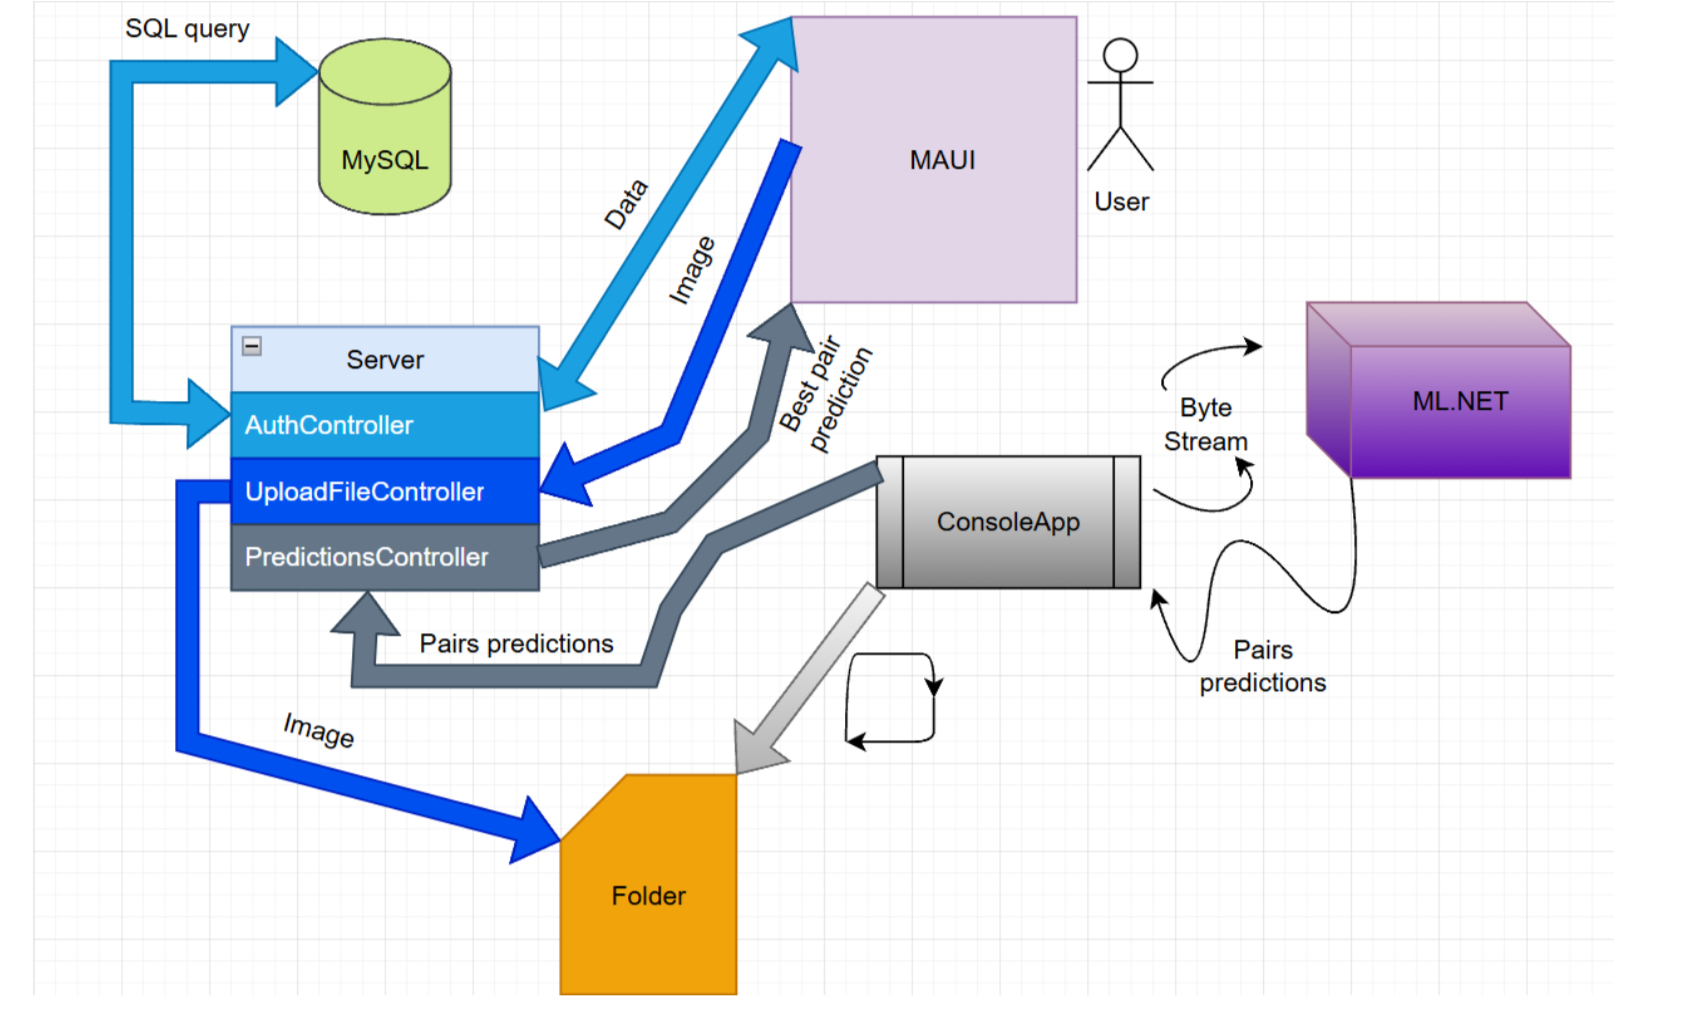 SQL query
MySQL
MAUI
User
Data
Image
Server
AuthController
UploadFileController
PredictionsController
Best pair
prediction
Byte
Stream
ML.NET
ConsoleApp
Pairs predictions
Pairs
predictions
Image
Folder